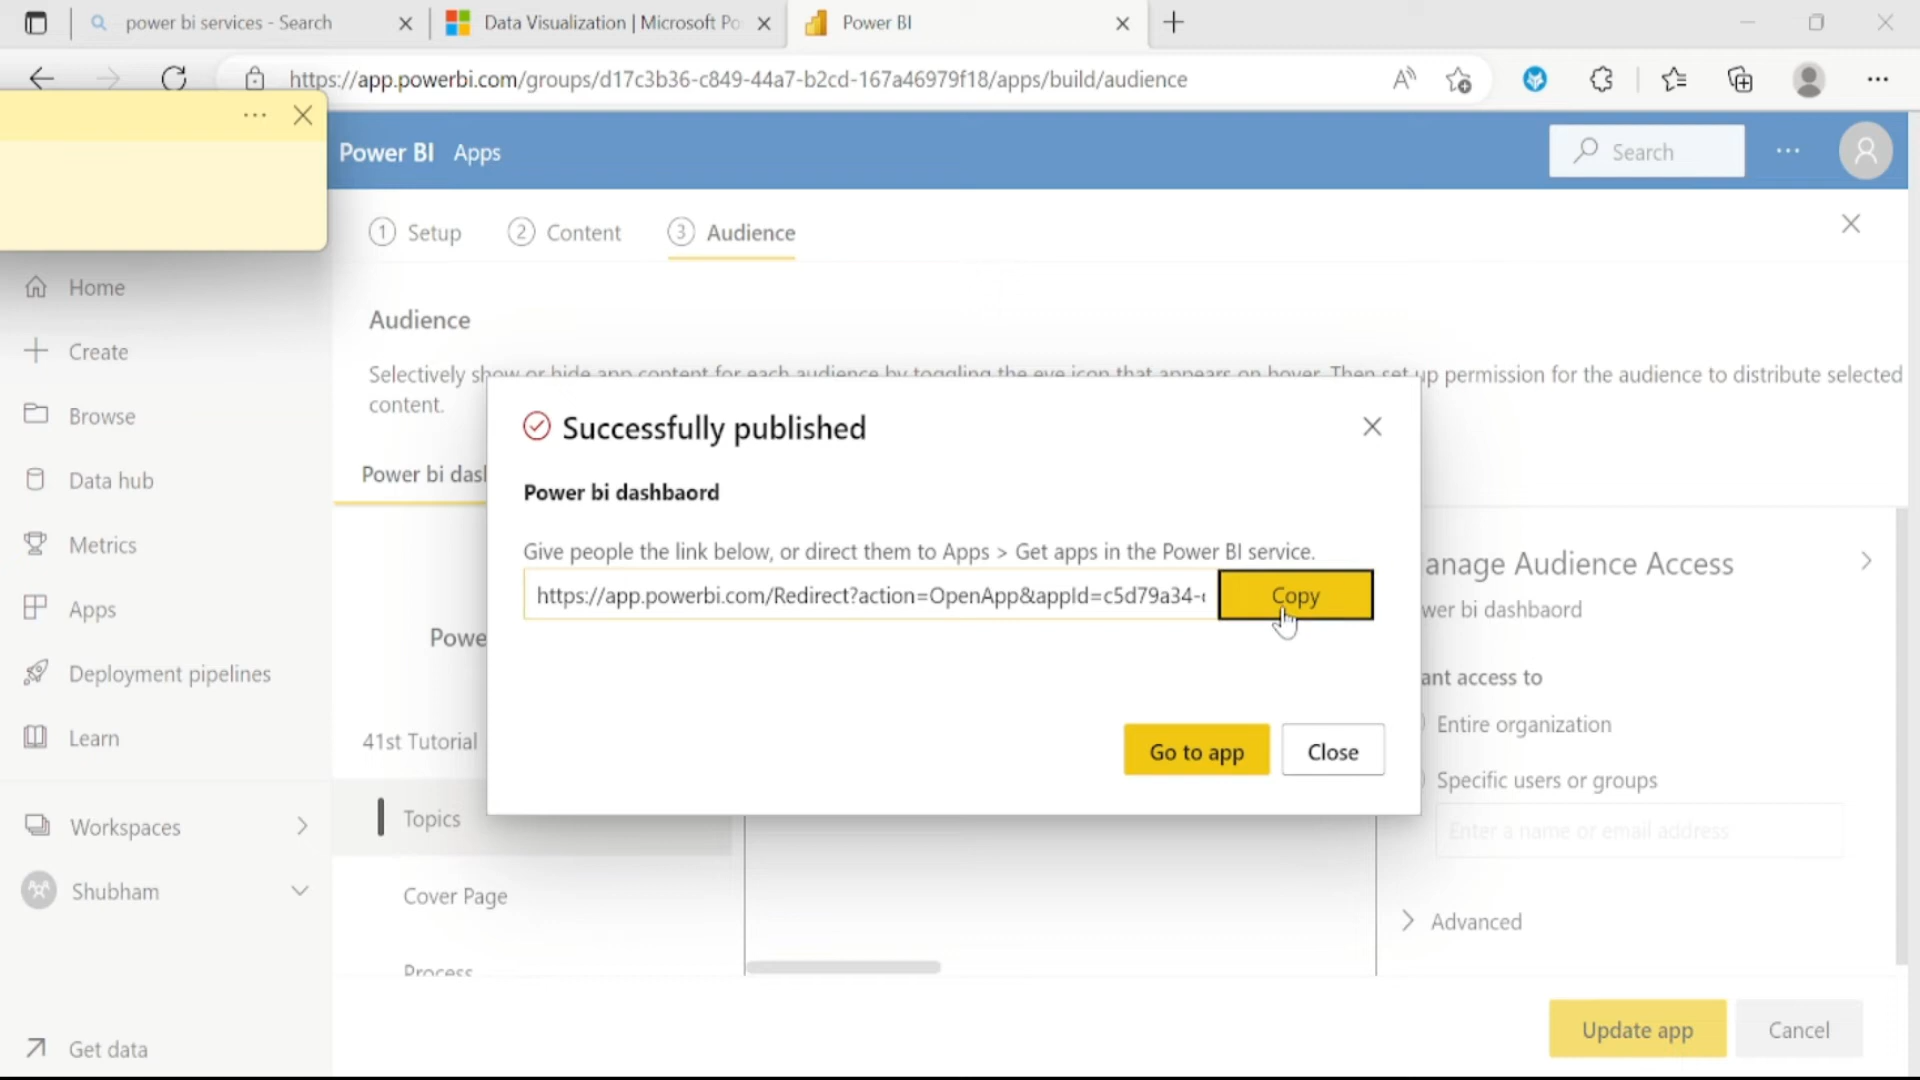 power bi services - Search
Data Visualization | Microsoft Po
Power BI
https://app.powerbi.com/groups/d17c3b36-c849-44a7-b2cd-167a46979f18/apps/build/audience
Power BI Apps
Search
1 Setup
2 Content
3 Audience
Home
Create
Browse
Data hub
Metrics
Apps
Deployment pipelines
Learn
Workspaces
Shubham
Get data
Audience
Selectively show or hide app content for each audience by toggling the eye icon that appears on hover. Then set up permission for the audience to distribute selected
content.
Power bi das
Powe
41st Tutorial
Topics
Cover Page
Process
Successfully published
Power bi dashbaord
Give people the link below, or direct them to Apps > Get apps in the Power BI service.
https://app.powerbi.com/Redirect?action=OpenApp&appId=c5d79a34-
Copy
Go to app
Close
anage Audience Access
wer bi dashbaord
ant access to
Entire organization
Specific users or groups
Enter a name or email address
Advanced
Update app
Cancel